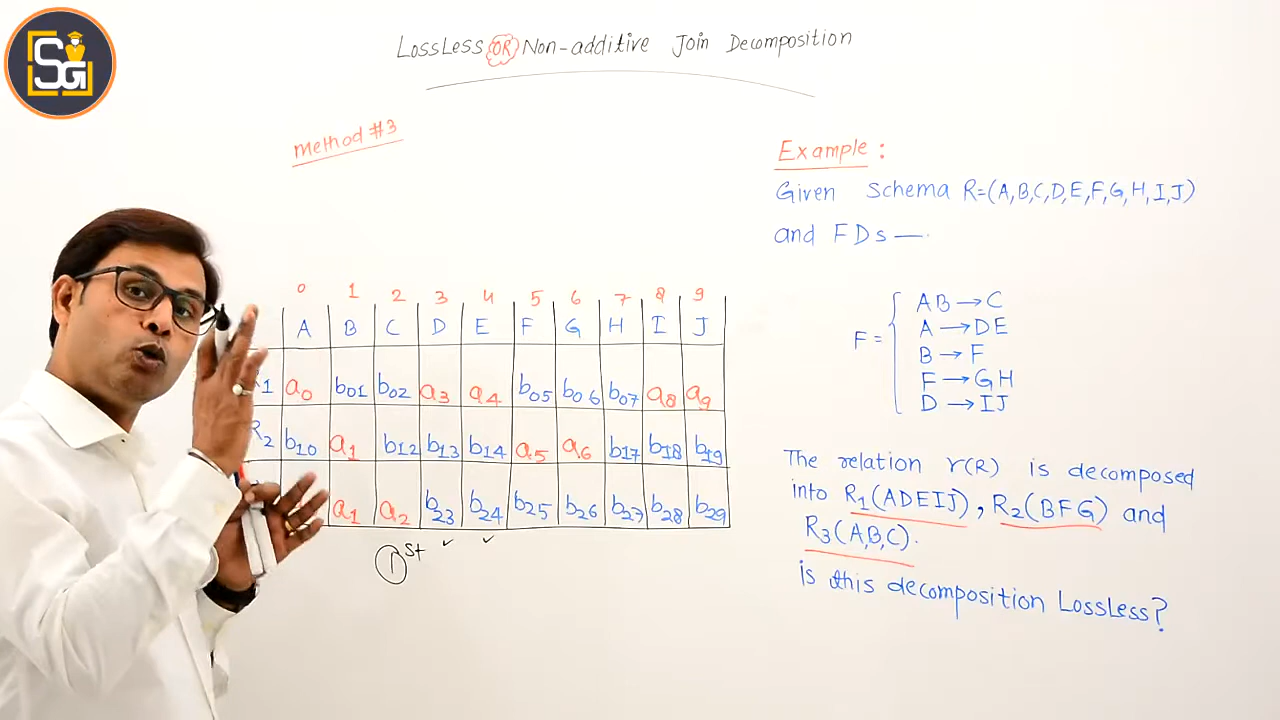 SG
LossLess OR Non-additive Join Decomposition
method #3
Example :
Given Schema R=(A,B,C,D,E,F,G,H,I,J)
and FDs —
F =
AB → C
A → DE
B → F
F → GH
D → IJ
0 1 2 3 4 5 6 7 8 9
A B C D E F G H I J
R1 a0 b01 b02 a3 a4 b05 b06 b07 a8 a9
R2 b10 a1 b12 b13 b14 a5 a6 b17 b18 b19
a1 a2 b23 b24 b25 b26 b27 b28 b29
1st ✓ ✓
The relation r(R) is decomposed
into R1(ADEIJ), R2(BFG) and
R3(A,B,C).
is this decomposition LossLess?